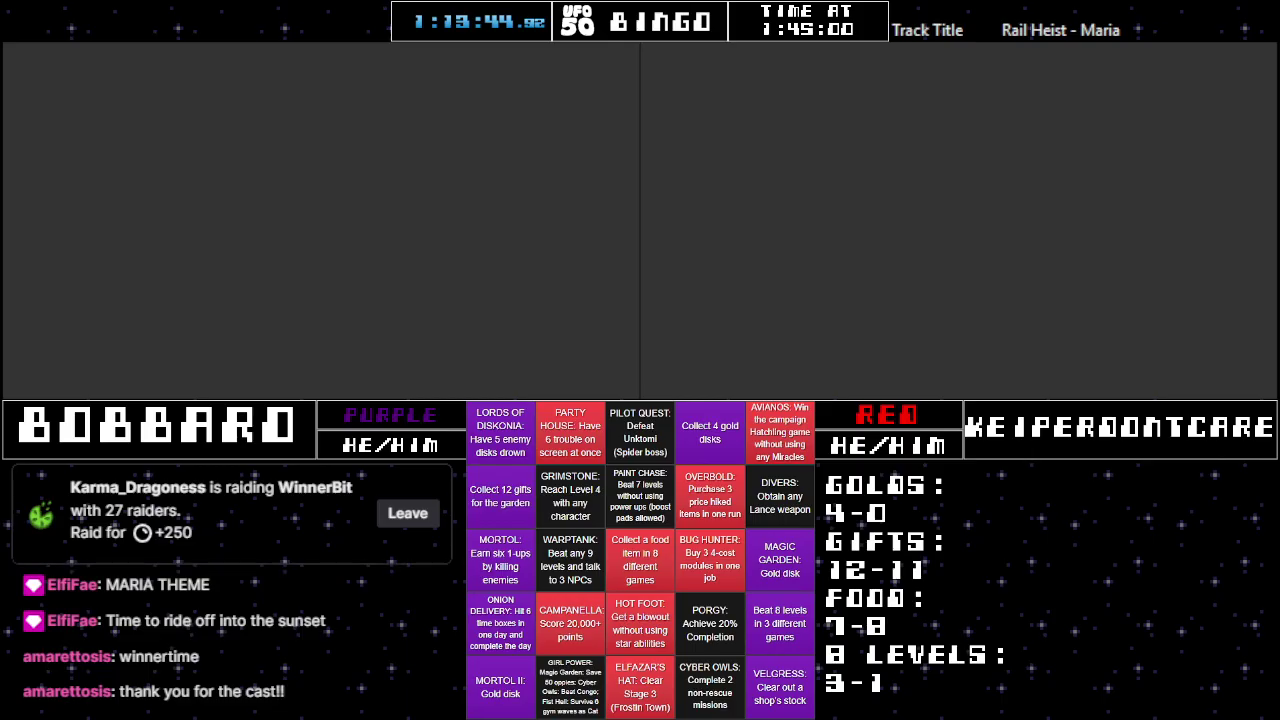 1:13:44.92
UFO 50
BINGO
TIME AT
1:45:00
Track Title
Rail Heist - Maria
BOBBARO
PURPLE
HE/HIM
RED
HE/HIM
KEIPERDONTCARE
Karma_Dragoness is raiding WinnerBit
with 27 raiders.
Raid for +250
Leave
ElfiFae: MARIA THEME
ElfiFae: Time to ride off into the sunset
amarettosis: winnertime
amarettosis: thank you for the cast!!
LORDS OF
DISKONIA:
Have 5 enemy
disks drown
PARTY
HOUSE: Have
6 trouble on
screen at once
PILOT QUEST:
Defeat
Unktomi
(Spider boss)
Collect 4 gold
disks
AVIANOS: Win
the campaign
Hatchling game
without using
any Miracles
Collect 12 gifts
for the garden
GRIMSTONE:
Reach Level 4
with any
character
PAINT CHASE:
Beat 7 levels
without using
power ups (boost
pads allowed)
OVERBOLD:
Purchase 3
price hiked
items in one run
DIVERS:
Obtain any
Lance weapon
MORTOL:
Earn six 1-ups
by killing
enemies
WARPTANK:
Beat any 9
levels and talk
to 3 NPCs
Collect a food
item in 8
different
games
BUG HUNTER:
Buy 3 4-cost
modules in one
job
MAGIC
GARDEN:
Gold disk
ONION
DELIVERY: Hit 6
time boxes in
one day and
complete the day
CAMPANELLA:
Score 20,000+
points
HOT FOOT:
Get a blowout
without using
star abilities
PORGY:
Achieve 20%
Completion
Beat 8 levels
in 3 different
games
MORTOL II:
Gold disk
GIRL POWER:
Magic Garden: Save
50 oppies; Cyber
Owls: Beat Congo;
Fist Hell: Survive 6
gym waves as Cat
ELFAZAR'S
HAT: Clear
Stage 3
(Frostin Town)
CYBER OWLS:
Complete 2
non-rescue
missions
VELGRESS:
Clear out a
shop's stock
GOLDS:
4-0
GIFTS:
12-11
FOOD:
7-8
8 LEVELS:
3-1